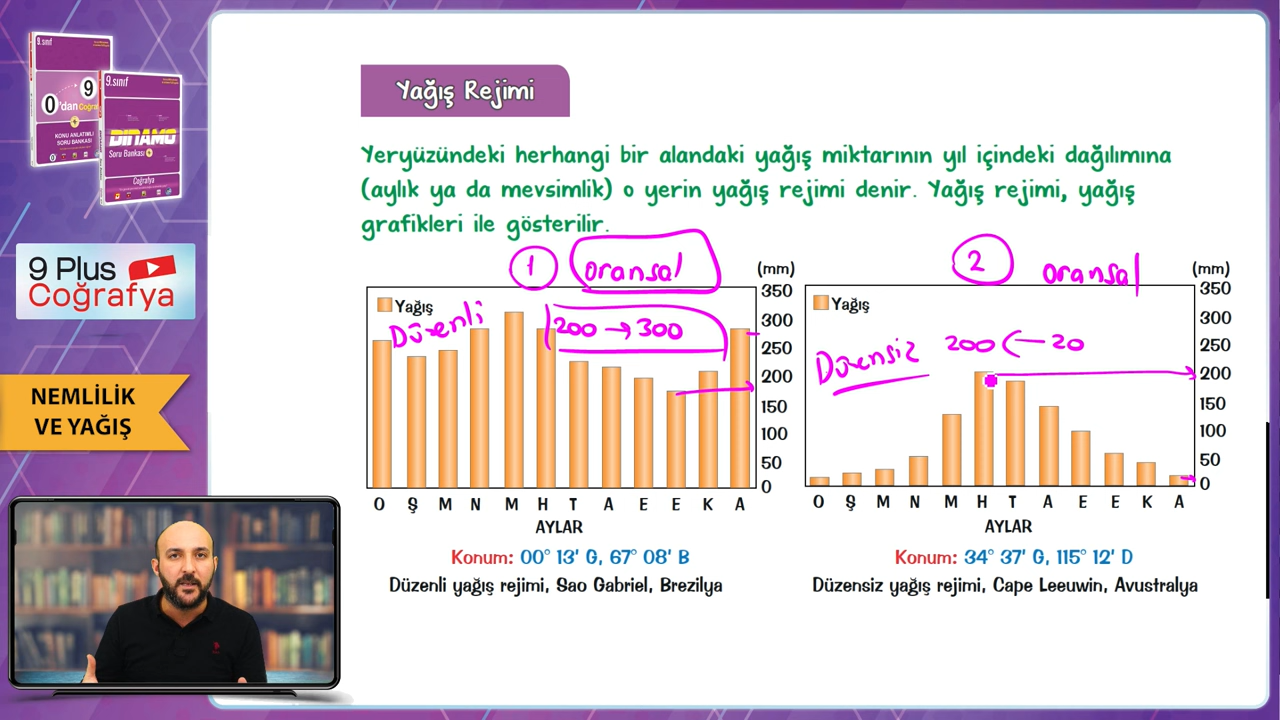 9.sınıf
0'dan 9
Coğra
KONU ANLATIMLI
SORU BANKASI
9.sınıf
DİNAMO
Soru Bankası
Coğrafya
9 Plus
Coğrafya
NEMLİLİK
VE YAĞIŞ
Yağış Rejimi
Yeryüzündeki herhangi bir alandaki yağış miktarının yıl içindeki dağılımına
(aylık ya da mevsimlik) o yerin yağış rejimi denir. Yağış rejimi, yağış
grafikleri ile gösterilir.
1 oransal
(mm)
Yağış
Düzenli
200 → 300
350
300
250
200
150
100
50
0
O Ş M N M H T A E E K A
AYLAR
Konum: 00° 13' G, 67° 08' B
Düzenli yağış rejimi, Sao Gabriel, Brezilya
2 oransal
(mm)
Yağış
Düzensiz
200 ← 20
350
300
250
200
150
100
50
0
O Ş M N M H T A E E K A
AYLAR
Konum: 34° 37' G, 115° 12' D
Düzensiz yağış rejimi, Cape Leeuwin, Avustralya